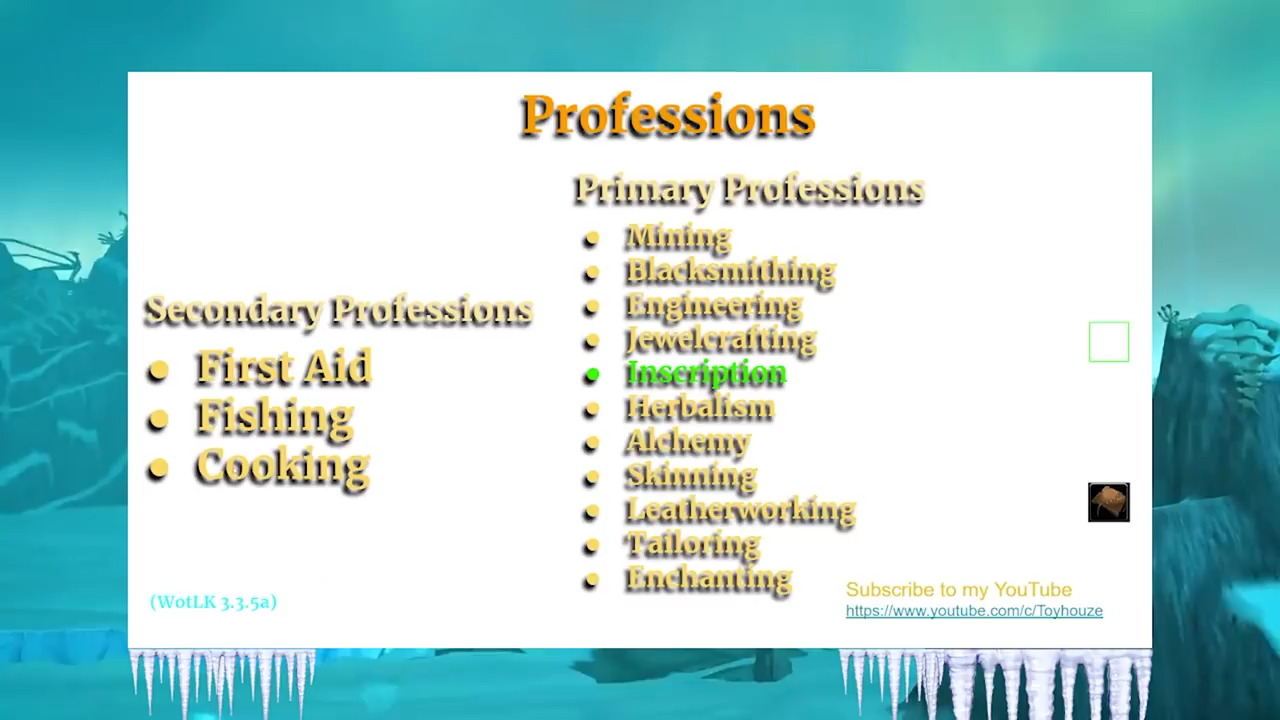 Professions
Secondary Professions
● First Aid
● Fishing
● Cooking
Primary Professions
● Mining
● Blacksmithing
● Engineering
● Jewelcrafting
● Inscription
● Herbalism
● Alchemy
● Skinning
● Leatherworking
● Tailoring
● Enchanting
(WotLK 3.3.5a)
Subscribe to my YouTube
https://www.youtube.com/c/Toyhouze